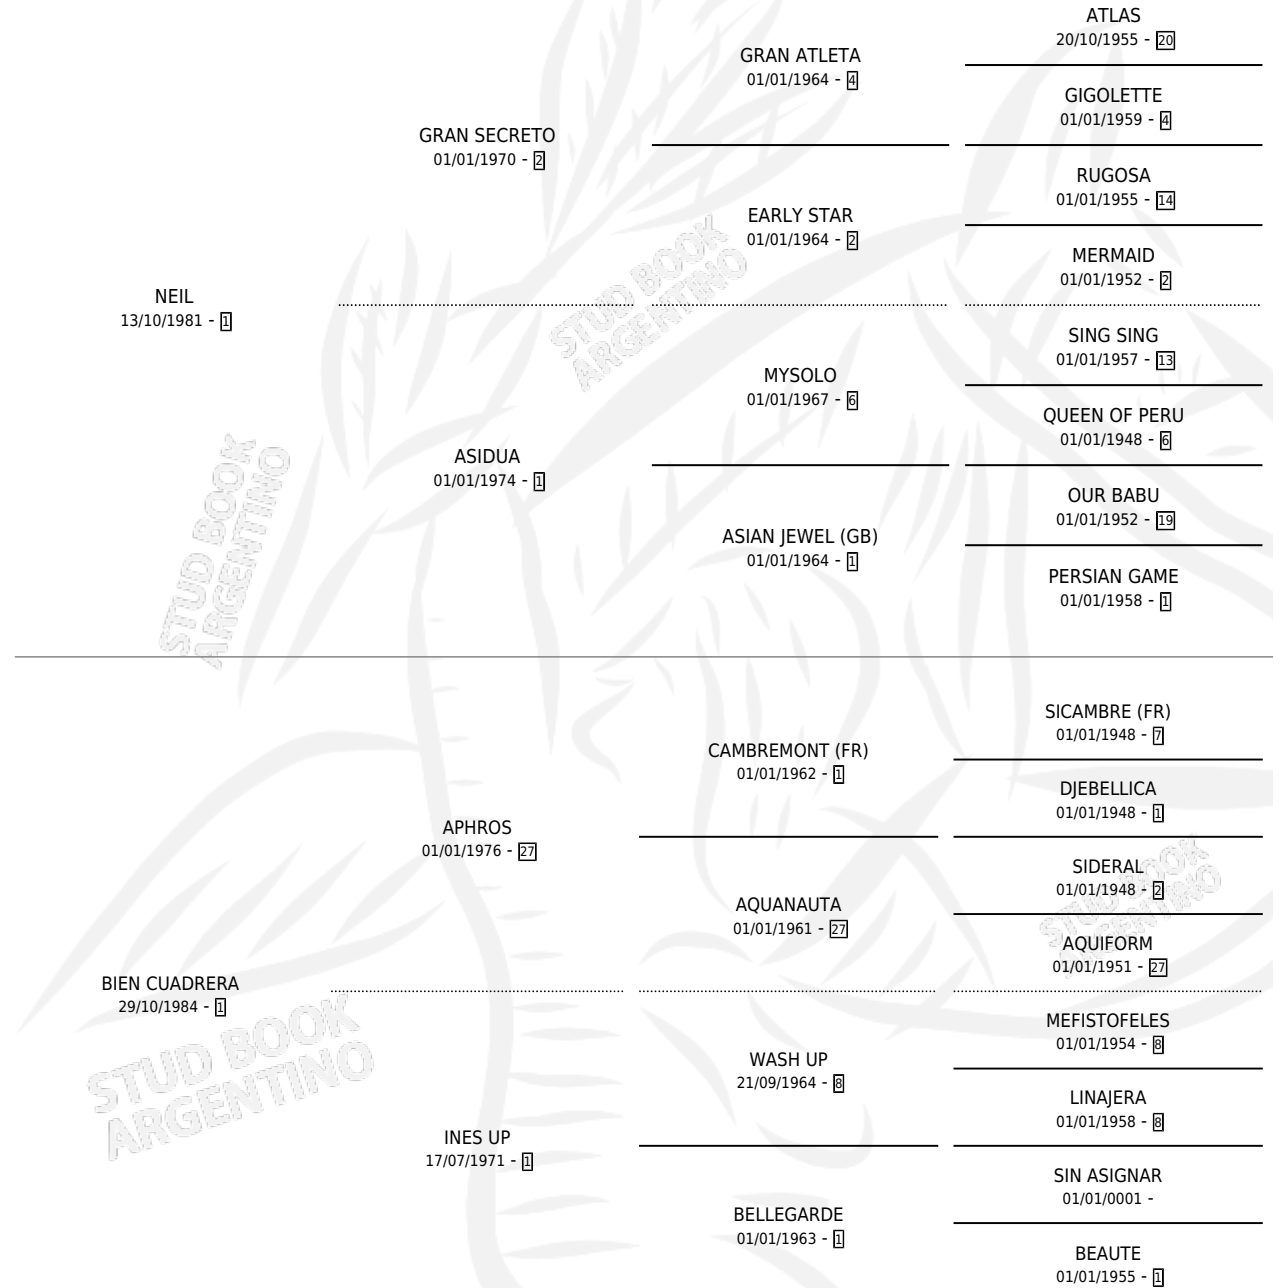 ATLAS
20/10/1955 - 20
GRAN ATLETA
01/01/1964 - 4
GIGOLETTE
01/01/1959 - 4
GRAN SECRETO
01/01/1970 - 2
RUGOSA
01/01/1955 - 14
EARLY STAR
01/01/1964 - 2
MERMAID
01/01/1952 - 2
NEIL
13/10/1981 - 1
SING SING
01/01/1957 - 13
MYSOLO
01/01/1967 - 6
QUEEN OF PERU
01/01/1948 - 6
ASIDUA
01/01/1974 - 1
OUR BABU
01/01/1952 - 19
ASIAN JEWEL (GB)
01/01/1964 - 1
PERSIAN GAME
01/01/1958 - 1
SICAMBRE (FR)
01/01/1948 - 7
CAMBREMONT (FR)
01/01/1962 - 1
DJEBELLICA
01/01/1948 - 1
APHROS
01/01/1976 - 27
SIDERAL
01/01/1948 - 2
AQUANAUTA
01/01/1961 - 27
AQUIFORM
01/01/1951 - 27
BIEN CUADRERA
29/10/1984 - 1
MEFISTOFELES
01/01/1954 - 8
WASH UP
21/09/1964 - 8
LINAJERA
01/01/1958 - 8
INES UP
17/07/1971 - 1
SIN ASIGNAR
01/01/0001 -
BELLEGARDE
01/01/1963 - 1
BEAUTE
01/01/1955 - 1
STUD BOOK
ARGENTINO
STUD BOOK
ARGENTINO
STUD BOOK
ARGENTINO
STUD BOOK
ARGENTINO